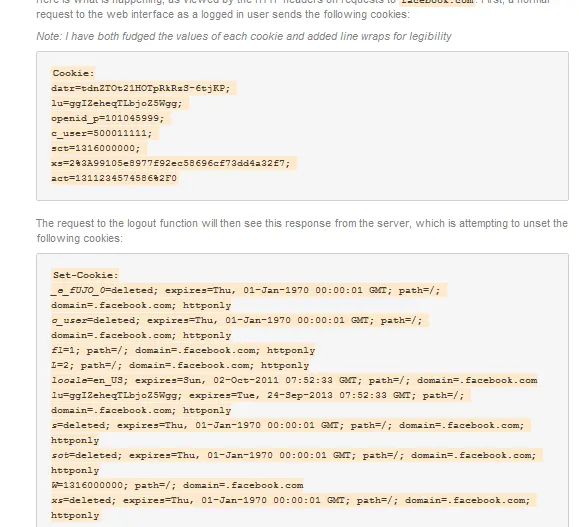 Here is what is happening, as viewed by the HTTP headers on requests to facebook.com. First, a normal
request to the web interface as a logged in user sends the following cookies:
Note: I have both fudged the values of each cookie and added line wraps for legibility
Cookie:
datr=tdnZTOt21HOTpRkRzS-6tjKP;
lu=ggIZeheqTLbjoZ5Wgg;
openid_p=101045999;
c_user=500011111;
sct=1316000000;
xs=2%3A99105e8977f92ec58696cf73dd4a32f7;
act=1311234574586%2F0
The request to the logout function will then see this response from the server, which is attempting to unset the
following cookies:
Set-Cookie:
_e_fUJO_0=deleted; expires=Thu, 01-Jan-1970 00:00:01 GMT; path=/;
domain=.facebook.com; httponly
c_user=deleted; expires=Thu, 01-Jan-1970 00:00:01 GMT; path=/;
domain=.facebook.com; httponly
fl=1; path=/; domain=.facebook.com; httponly
L=2; path=/; domain=.facebook.com; httponly
locale=en_US; expires=Sun, 02-Oct-2011 07:52:33 GMT; path=/; domain=.facebook.com
lu=ggIZeheqTLbjoZ5Wgg; expires=Tue, 24-Sep-2013 07:52:33 GMT; path=/;
domain=.facebook.com; httponly
s=deleted; expires=Thu, 01-Jan-1970 00:00:01 GMT; path=/; domain=.facebook.com;
httponly
sct=deleted; expires=Thu, 01-Jan-1970 00:00:01 GMT; path=/; domain=.facebook.com;
httponly
W=1316000000; path=/; domain=.facebook.com
xs=deleted; expires=Thu, 01-Jan-1970 00:00:01 GMT; path=/; domain=.facebook.com;
httponly